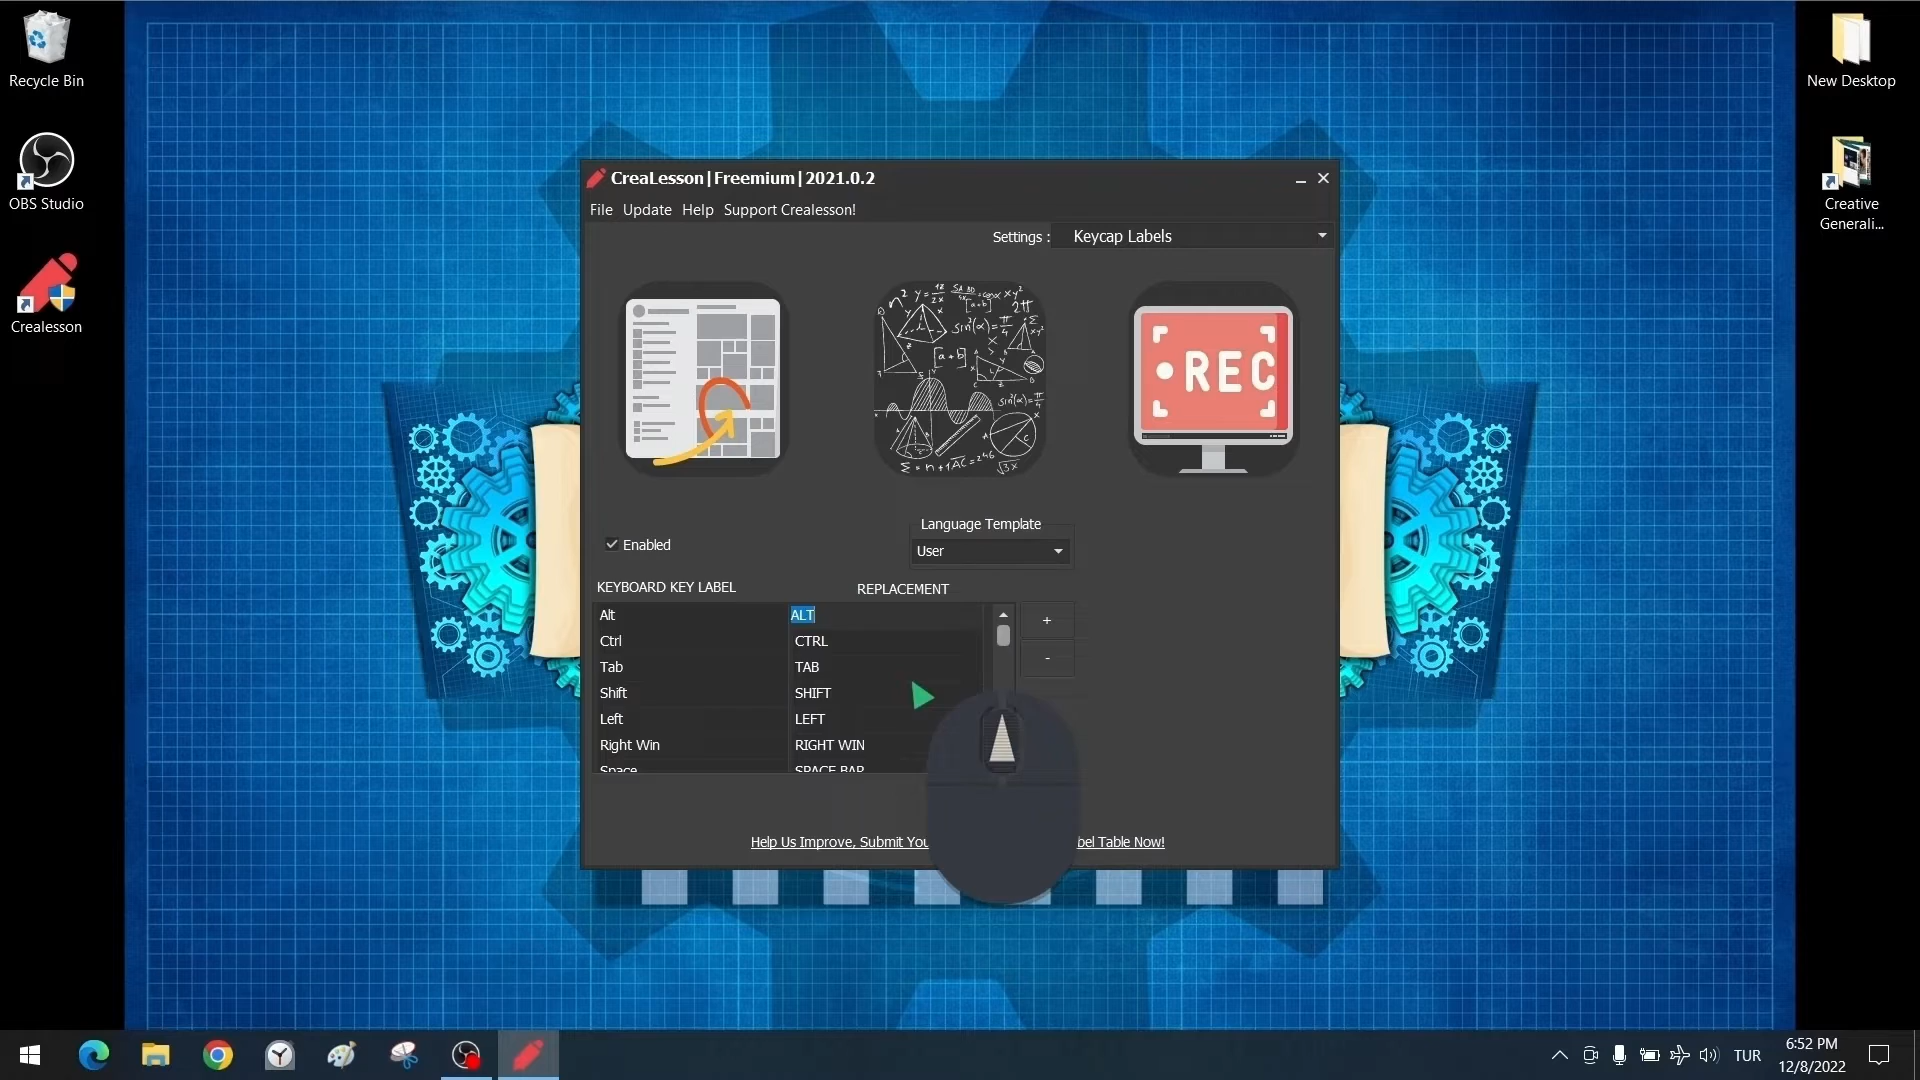 Recycle Bin
OBS Studio
Crealesson
New Desktop
Creative
Generali...
CreaLesson|Freemium|2021.0.2
File Update Help Support Crealesson!
Settings : Keycap Labels
REC
Enabled
Language Template
User
KEYBOARD KEY LABEL REPLACEMENT
Alt ALT
Ctrl CTRL
Tab TAB
Shift SHIFT
Left LEFT
Right Win RIGHT WIN
Space SPACE BAR
+
-
Help Us Improve, Submit You
bel Table Now!
TUR
6:52 PM
12/8/2022